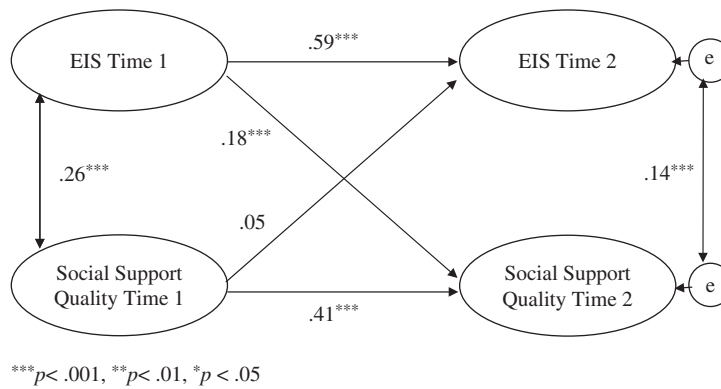 EIS Time 1
.59***
EIS Time 2
e
.18***
.26***
.14***
.05
Social Support
Quality Time 1
.41***
Social Support
Quality Time 2
e
***p< .001, **p< .01, *p < .05